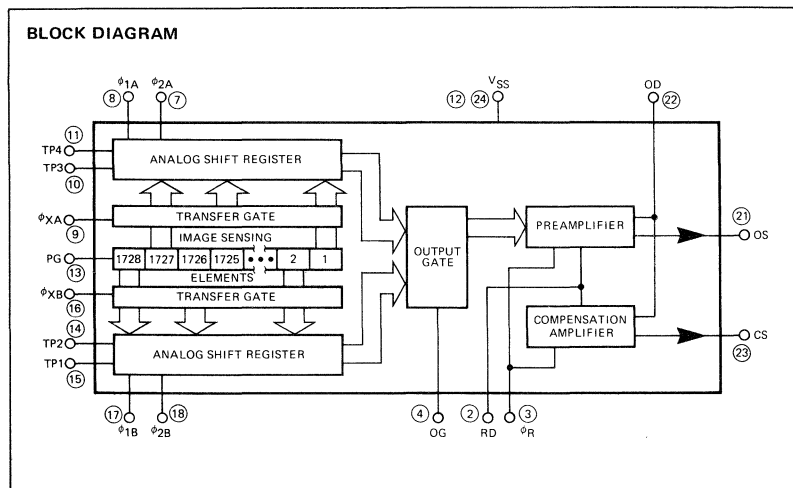 BLOCK DIAGRAM
ϕ1A ϕ2A VSS OD
8 7 12 24 22
11
TP4 ANALOG SHIFT REGISTER
TP3
10
ϕXA TRANSFER GATE
9
IMAGE SENSING
21
PREAMPLIFIER OS
PG 1728 1727 1726 1725 ••• 2 1
13
OUTPUT
GATE
ELEMENTS
ϕXB TRANSFER GATE
16
14
TP2 ANALOG SHIFT REGISTER
TP1
15
COMPENSATION
AMPLIFIER
CS
23
17 18 4 2 3
ϕ1B ϕ2B OG RD ϕR